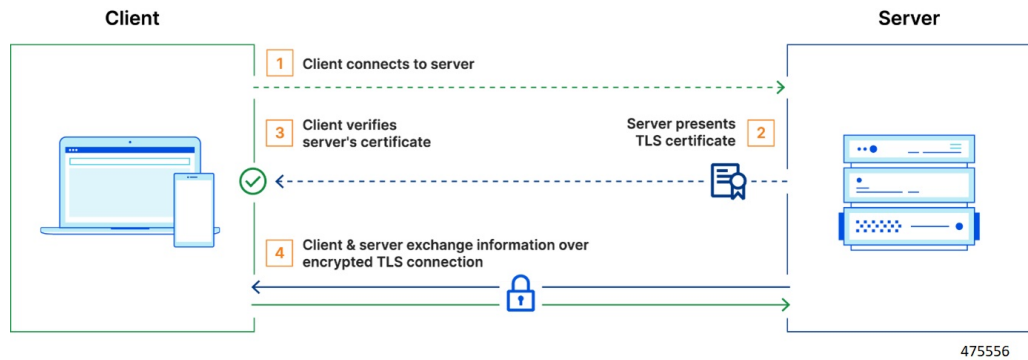 Client
Server
1
Client connects to server
3
Client verifies
server's certificate
Server presents
TLS certificate
2
4
Client & server exchange information over
encrypted TLS connection
475556